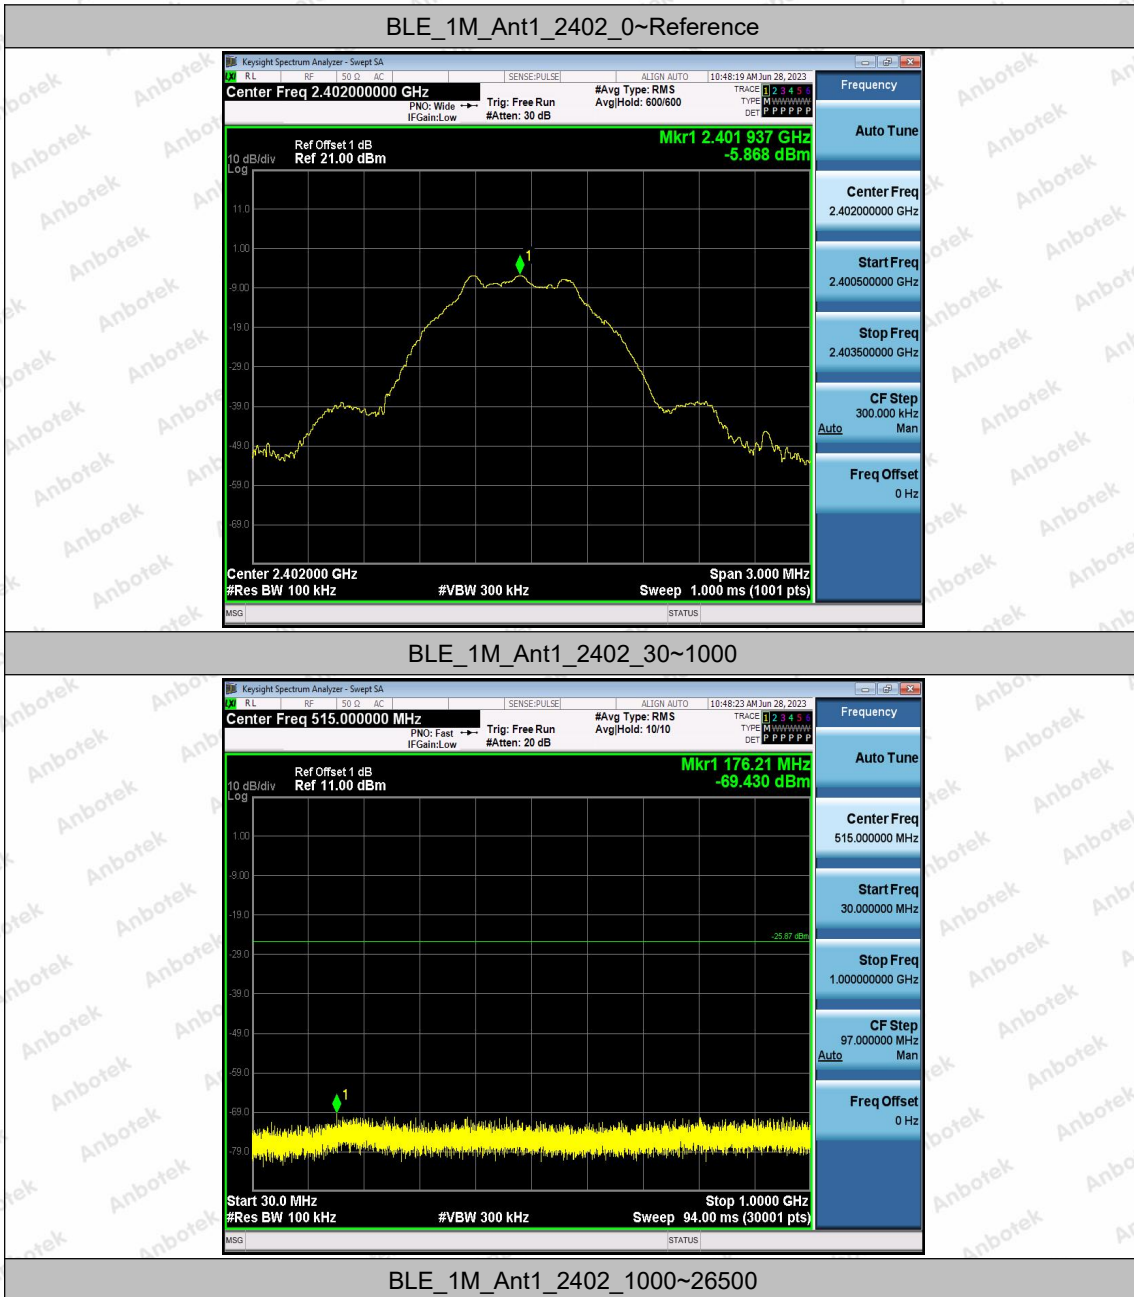 BLE_1M_Ant1_2402_0~Reference
Keysight Spectrum Analyzer - Swept SA
LXI RL RF 50 Ω AC SENSE:PULSE ALIGN AUTO 10:48:19 AM Jun 28, 2023
Center Freq 2.402000000 GHz
PNO: Wide
IFGain:Low
Trig: Free Run
#Atten: 30 dB
#Avg Type: RMS
Avg|Hold: 600/600
TRACE 1 2 3 4 5 6
TYPE M W W W W W
DET P P P P P P
Mkr1 2.401 937 GHz
-5.868 dBm
Ref Offset 1 dB
10 dB/div Ref 21.00 dBm
Log
11.0
1.00
-9.00
-19.0
-29.0
-39.0
-49.0
-59.0
-69.0
1
Center 2.402000 GHz Span 3.000 MHz
#Res BW 100 kHz #VBW 300 kHz Sweep 1.000 ms (1001 pts)
MSG STATUS
Frequency
Auto Tune
Center Freq
2.402000000 GHz
Start Freq
2.400500000 GHz
Stop Freq
2.403500000 GHz
CF Step
300.000 kHz
Auto Man
Freq Offset
0 Hz
BLE_1M_Ant1_2402_30~1000
Keysight Spectrum Analyzer - Swept SA
LXI RL RF 50 Ω AC SENSE:PULSE ALIGN AUTO 10:48:23 AM Jun 28, 2023
Center Freq 515.000000 MHz
PNO: Fast
IFGain:Low
Trig: Free Run
#Atten: 20 dB
#Avg Type: RMS
Avg|Hold: 10/10
TRACE 1 2 3 4 5 6
TYPE M W W W W W
DET P P P P P P
Mkr1 176.21 MHz
-69.430 dBm
Ref Offset 1 dB
10 dB/div Ref 11.00 dBm
Log
1.00
-9.00
-19.0
-29.0
-39.0
-49.0
-59.0
-69.0
-79.0
-25.87 dBm
1
Start 30.0 MHz Stop 1.0000 GHz
#Res BW 100 kHz #VBW 300 kHz Sweep 94.00 ms (30001 pts)
MSG STATUS
Frequency
Auto Tune
Center Freq
515.000000 MHz
Start Freq
30.000000 MHz
Stop Freq
1.000000000 GHz
CF Step
97.000000 MHz
Auto Man
Freq Offset
0 Hz
BLE_1M_Ant1_2402_1000~26500
Anbotek